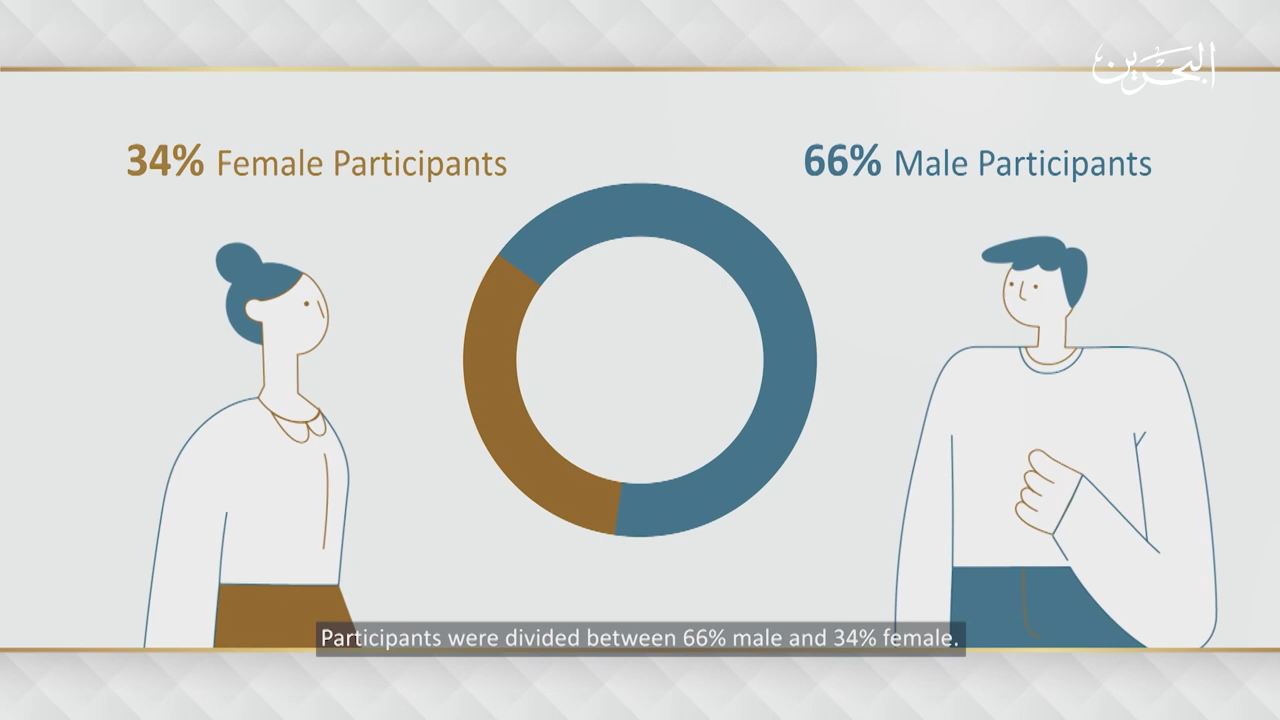 البحرين
34% Female Participants
66% Male Participants
Participants were divided between 66% male and 34% female.